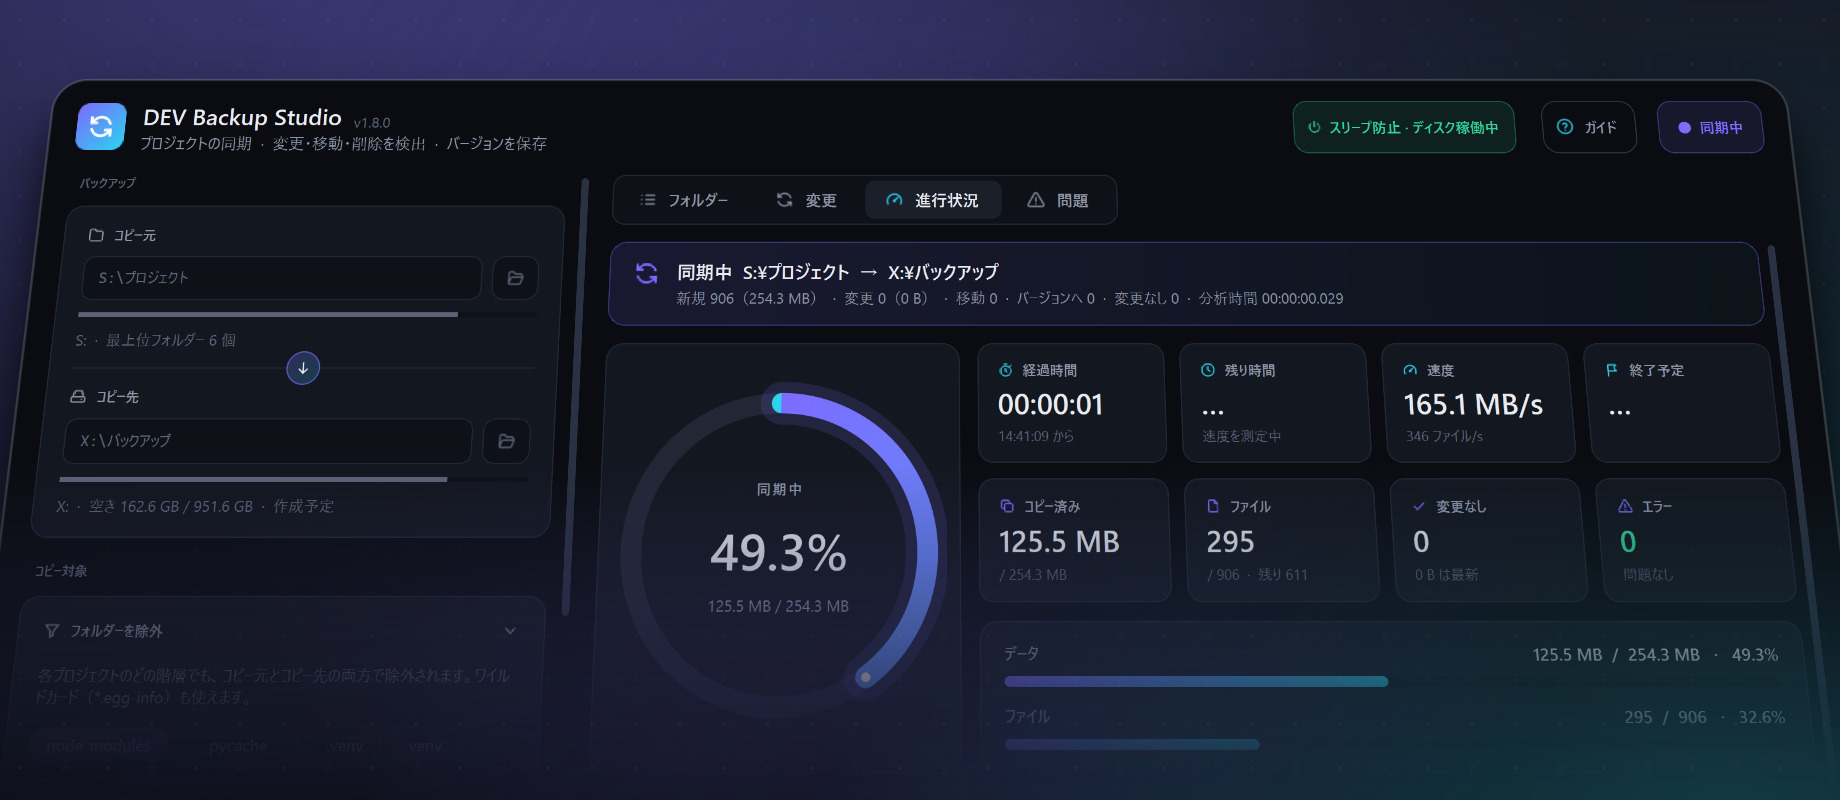 DEV Backup Studio v1.8.0
プロジェクトの同期 · 変更・移動・削除を検出 · バージョンを保存
スリープ防止 · ディスク稼働中
ガイド
同期中
バックアップ
コピー元
S:\プロジェクト
S: · 最上位フォルダー 6 個
コピー先
X:\バックアップ
X: · 空き 162.6 GB / 951.6 GB · 作成予定
コピー対象
フォルダーを除外
各プロジェクトのどの階層でも、コピー元とコピー先の両方で除外されます。ワイル
ドカード（*.egg-info）も使えます。
node_modules __pycache__ .venv venv
フォルダー 変更 進行状況 問題
同期中 S:¥プロジェクト → X:¥バックアップ
新規 906（254.3 MB） · 変更 0（0 B） · 移動 0 · バージョンへ 0 · 変更なし 0 · 分析時間 00:00:00.029
同期中
49.3%
125.5 MB / 254.3 MB
経過時間
00:00:01
14:41:09 から
残り時間
...
速度を測定中
速度
165.1 MB/s
346 ファイル/s
終了予定
...
コピー済み
125.5 MB
/ 254.3 MB
ファイル
295
/ 906 · 残り 611
変更なし
0
0 B は最新
エラー
0
問題なし
データ
125.5 MB / 254.3 MB · 49.3%
ファイル
295 / 906 · 32.6%